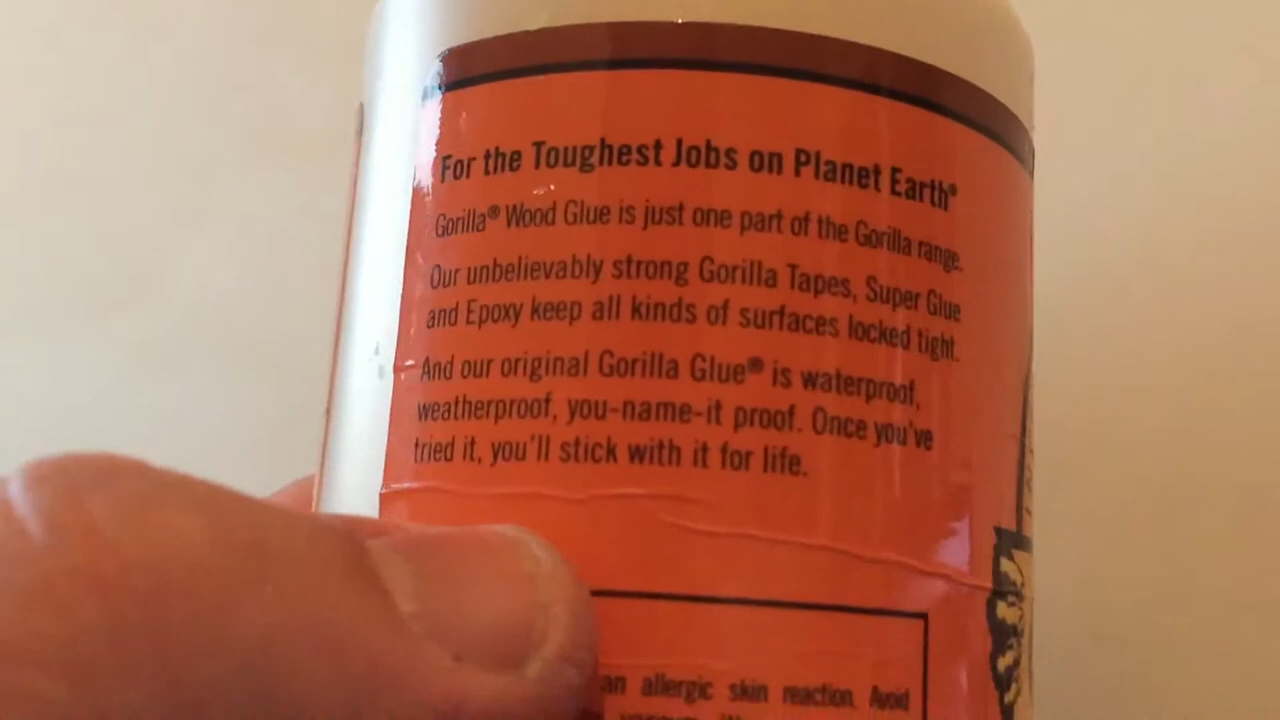 For the Toughest Jobs on Planet Earth®
Gorilla® Wood Glue is just one part of the Gorilla range.
Our unbelievably strong Gorilla Tapes, Super Glue
and Epoxy keep all kinds of surfaces locked tight.
And our original Gorilla Glue® is waterproof,
weatherproof, you-name-it proof. Once you've
tried it, you'll stick with it for life.
an allergic skin reaction. Avoid